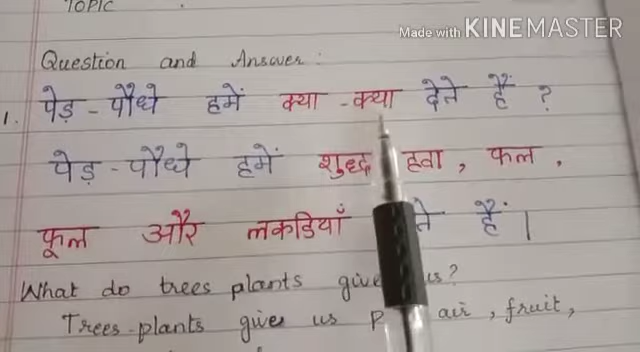 TOPIC
Made with KINEMASTER
Question and Answer:
1. पेड़-पौधे हमें क्या-क्या देते हैं?
पेड़-पौधे हमें शुद्ध हवा, फल,
फूल और लकडियाँ ते हैं।
What do trees plants give us?
Trees-plants gives us P air, fruit,